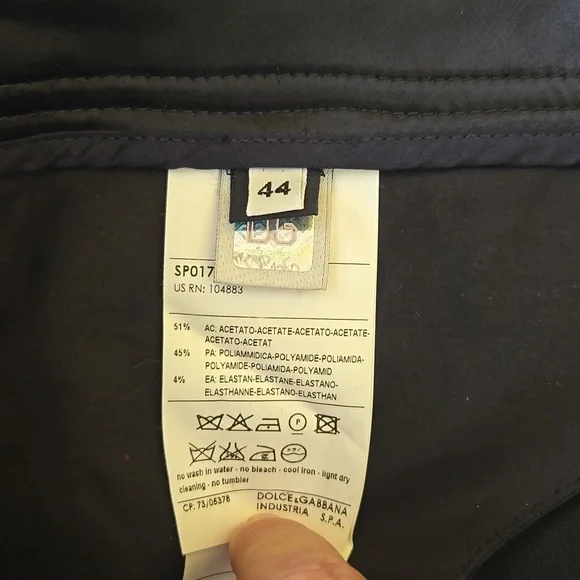 44
DG
SP017
US RN: 104883
51% AC: ACETATO-ACETATE-ACETATO-ACETATE-
ACETATO-ACETAT
45% PA: POLIAMMIDICA-POLYAMIDE-POLIAMIDA-
POLYAMIDE-POLIAMIDA-POLYAMID
4% EA: ELASTAN-ELASTANE-ELASTANO-
ELASTHANNE-ELASTANO-ELASTHAN
P
no wash in water - no bleach - cool iron - light dry
cleaning - no tumbler
CP: 73/05378 DOLCE&GABBANA
INDUSTRIA S.P.A.